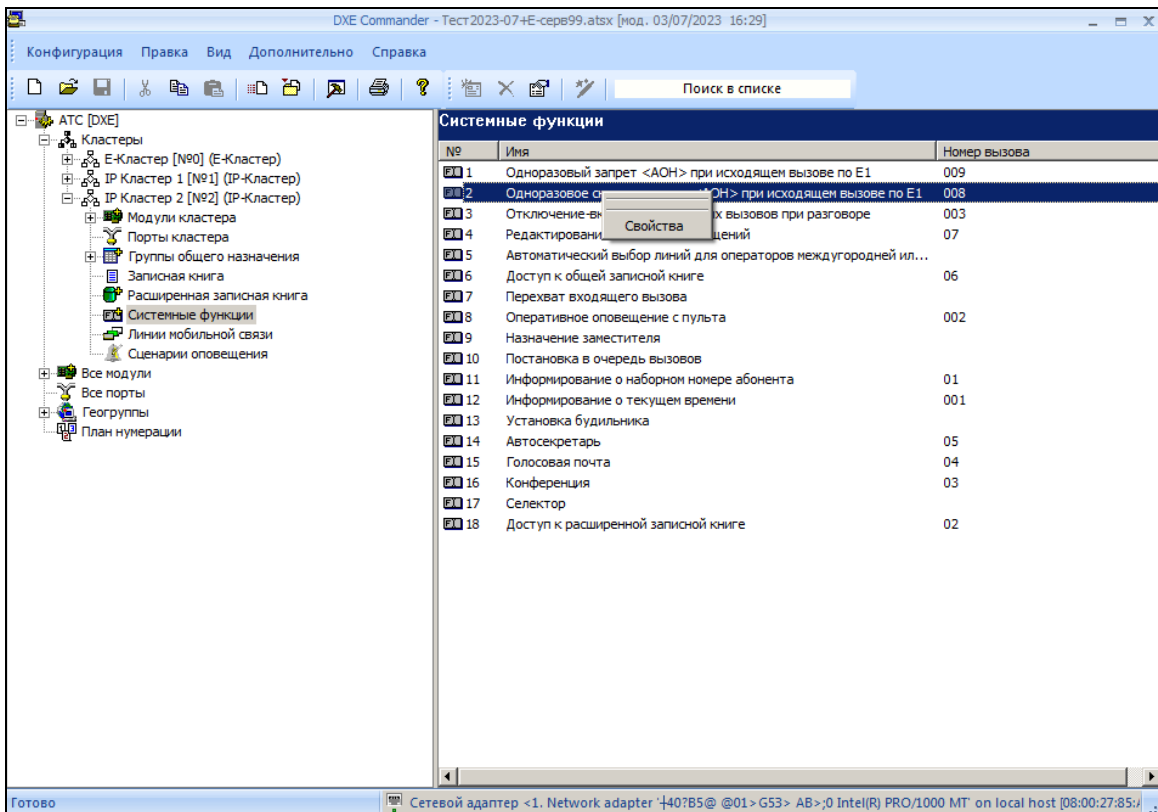 DXE Commander - Тест2023-07+Е-серв99.atsx [мод. 03/07/2023 16:29]
Конфигурация Правка Вид Дополнительно Справка
Поиск в списке
АТС [DXE]
Кластеры
Е-Кластер [№0] (Е-Кластер)
IP Кластер 1 [№1] (IP-Кластер)
IP Кластер 2 [№2] (IP-Кластер)
Модули кластера
Порты кластера
Группы общего назначения
Записная книга
Расширенная записная книга
Системные функции
Линии мобильной связи
Сценарии оповещения
Все модули
Все порты
Геогруппы
План нумерации
Системные функции
№ Имя Номер вызова
1 Одноразовый запрет <АОН> при исходящем вызове по Е1 009
2 Одноразовое при исходящем вызове по Е1 008
3 Отключение-вк вызовов при разговоре 003
Свойства
4 Редактировани щений 07
5 Автоматический выбор линий для операторов междугородней ил...
6 Доступ к общей записной книге 06
7 Перехват входящего вызова
8 Оперативное оповещение с пульта 002
9 Назначение заместителя
10 Постановка в очередь вызовов
11 Информирование о наборном номере абонента 01
12 Информирование о текущем времени 001
13 Установка будильника
14 Автосекретарь 05
15 Голосовая почта 04
16 Конференция 03
17 Селектор
18 Доступ к расширенной записной книге 02
Готово Сетевой адаптер <1. Network adapter '┤40?B5@ @01>G53> AB>;0 Intel(R) PRO/1000 MT' on local host [08:00:27:85: